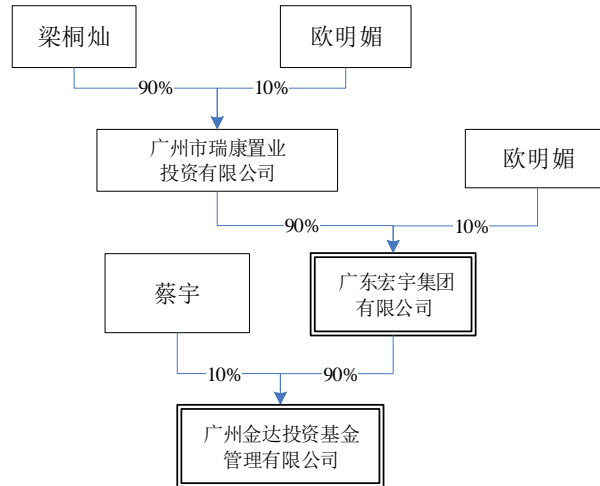 梁桐灿
欧明媚
90%
10%
广州市瑞康置业
投资有限公司
欧明媚
90%
10%
蔡宇
广东宏宇集团
有限公司
10%
90%
广州金达投资基金
管理有限公司